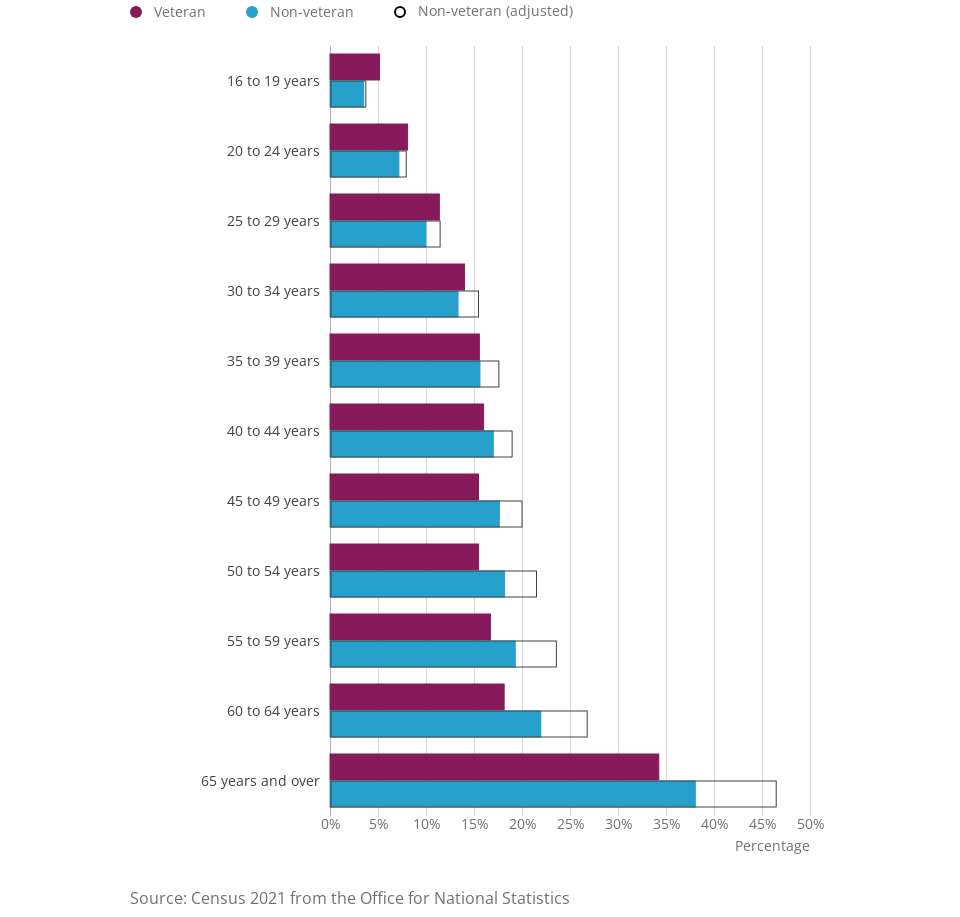 Veteran Non-veteran Non-veteran (adjusted)
16 to 19 years
20 to 24 years
25 to 29 years
30 to 34 years
35 to 39 years
40 to 44 years
45 to 49 years
50 to 54 years
55 to 59 years
60 to 64 years
65 years and over
0% 5% 10% 15% 20% 25% 30% 35% 40% 45% 50%
Percentage
Source: Census 2021 from the Office for National Statistics